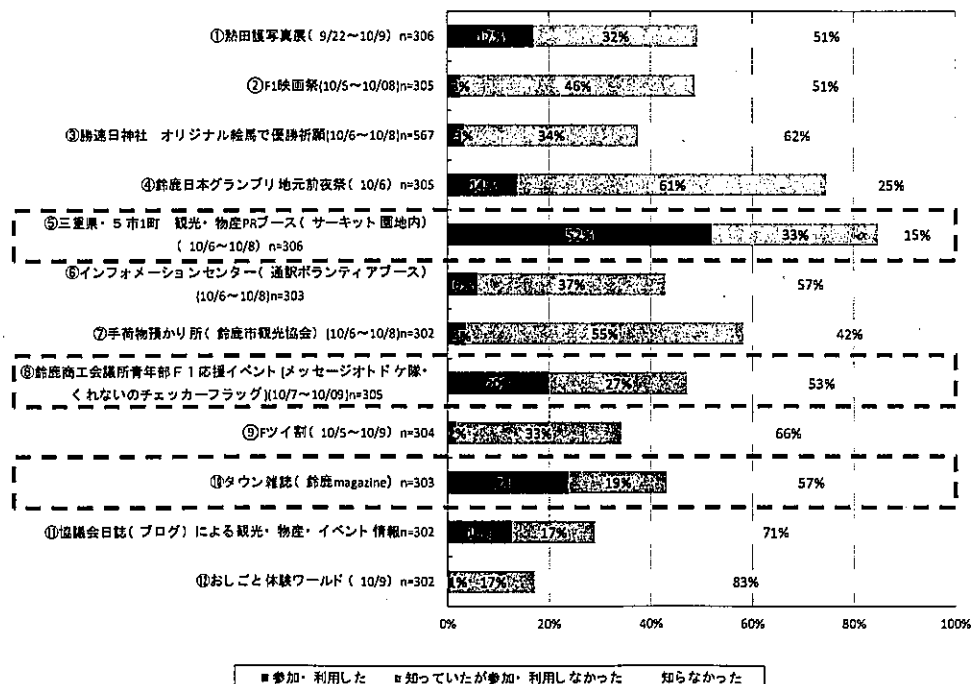 ①熱田護写真展( 9/22～10/9) n=306
32% 51%
②F1映画祭(10/5～10/08)n=305
46% 51%
③勝速日神社 オリジナル絵馬で優勝祈願(10/6～10/8)n=567
34% 62%
④鈴鹿日本グランプリ地元前夜祭( 10/6) n=305
61% 25%
⑤三重県・5市1町 観光・物産PRブース( サーキット園地内)
( 10/6～10/8) n=306
52% 33% 15%
⑥インフォメーションセンター( 通訳ボランティアブース)
(10/6～10/8)n=303
37% 57%
⑦手荷物預かり所( 鈴鹿市観光協会) (10/6～10/8)n=302
55% 42%
⑧鈴鹿商工会議所青年部F1応援イベント(メッセージオトドケ隊・
くれないのチェッカーフラッグ)(10/7～10/09)n=305
27% 53%
⑨Fツイ割( 10/5～10/9) n=304
33% 66%
⑩タウン雑誌( 鈴鹿magazine) n=303
19% 57%
⑪協議会日誌( ブログ) による観光・物産・イベント情報n=302
17% 71%
⑫おしごと体験ワールド( 10/9) n=302
1% 17% 83%
0% 20% 40% 60% 80% 100%
■参加・利用した 知っていたが参加・利用しなかった 知らなかった